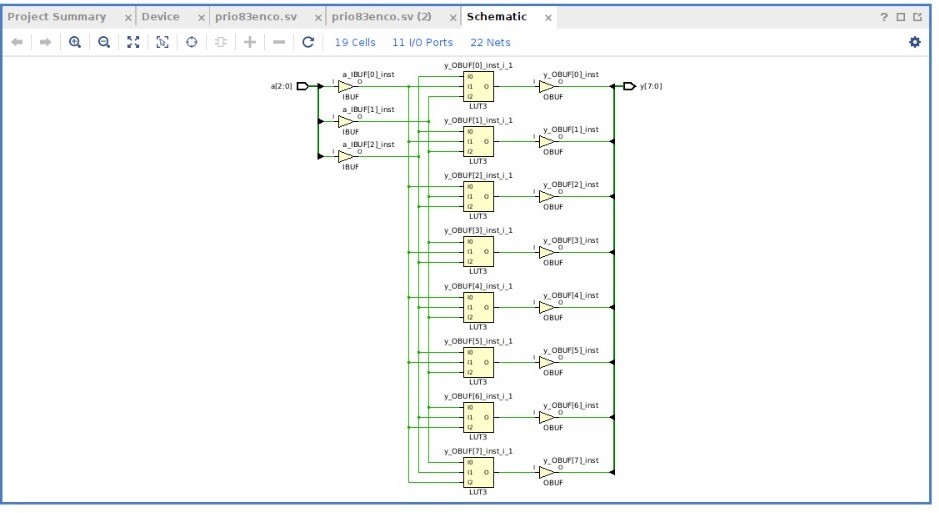 Project Summary × Device × prio83enco.sv × prio83enco.sv (2) × Schematic × ?
19 Cells 11 I/O Ports 22 Nets
a[2:0]
a_IBUF[0]_inst
I O
IBUF
a_IBUF[1]_inst
I O
IBUF
a_IBUF[2]_inst
I O
IBUF
y_OBUF[0]_inst_i_1
I0
I1 O
I2
LUT3
y_OBUF[0]_inst
I O
OBUF
y[7:0]
y_OBUF[1]_inst_i_1
I0
I1 O
I2
LUT3
y_OBUF[1]_inst
I O
OBUF
y_OBUF[2]_inst_i_1
I0
I1 O
I2
LUT3
y_OBUF[2]_inst
I O
OBUF
y_OBUF[3]_inst_i_1
I0
I1 O
I2
LUT3
y_OBUF[3]_inst
I O
OBUF
y_OBUF[4]_inst_i_1
I0
I1 O
I2
LUT3
y_OBUF[4]_inst
I O
OBUF
y_OBUF[5]_inst_i_1
I0
I1 O
I2
LUT3
y_OBUF[5]_inst
I O
OBUF
y_OBUF[6]_inst_i_1
I0
I1 O
I2
LUT3
y_OBUF[6]_inst
I O
OBUF
y_OBUF[7]_inst_i_1
I0
I1 O
I2
LUT3
y_OBUF[7]_inst
I O
OBUF